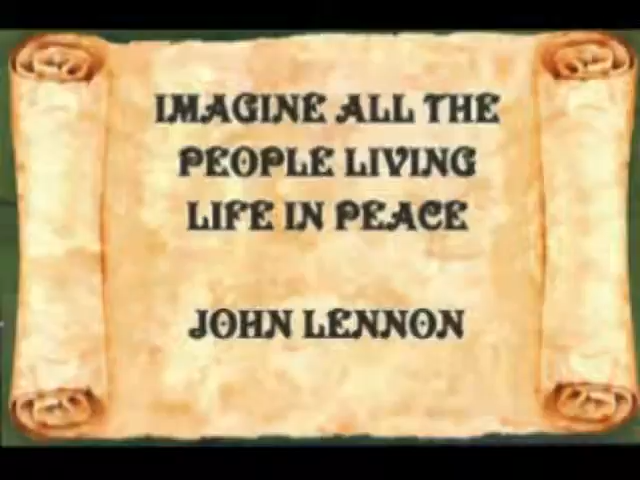 IMAGINE ALL THE
PEOPLE LIVING
LIFE IN PEACE
JOHN LENNON